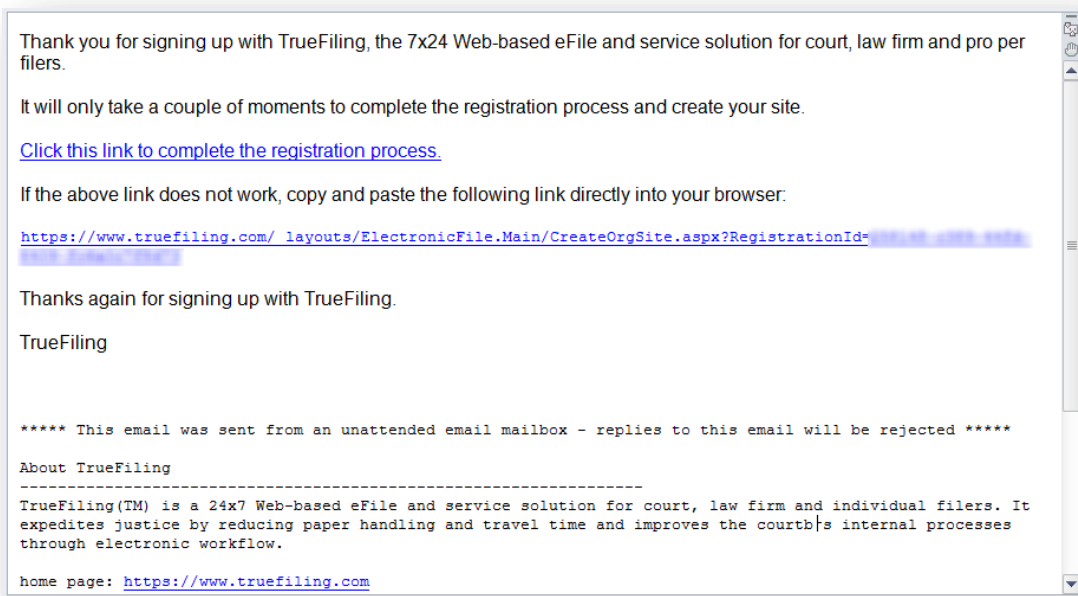 Thank you for signing up with TrueFiling, the 7x24 Web-based eFile and service solution for court, law firm and pro per
filers.
It will only take a couple of moments to complete the registration process and create your site.
Click this link to complete the registration process.
If the above link does not work, copy and paste the following link directly into your browser:
https://www.truefiling.com/_layouts/ElectronicFile.Main/CreateOrgSite.aspx?RegistrationId=
Thanks again for signing up with TrueFiling.
TrueFiling
***** This email was sent from an unattended email mailbox - replies to this email will be rejected *****
About TrueFiling
-----------------------------------------------------------------
TrueFiling(TM) is a 24x7 Web-based eFile and service solution for court, law firm and individual filers. It
expedites justice by reducing paper handling and travel time and improves the courtb┝s internal processes
through electronic workflow.
home page: https://www.truefiling.com